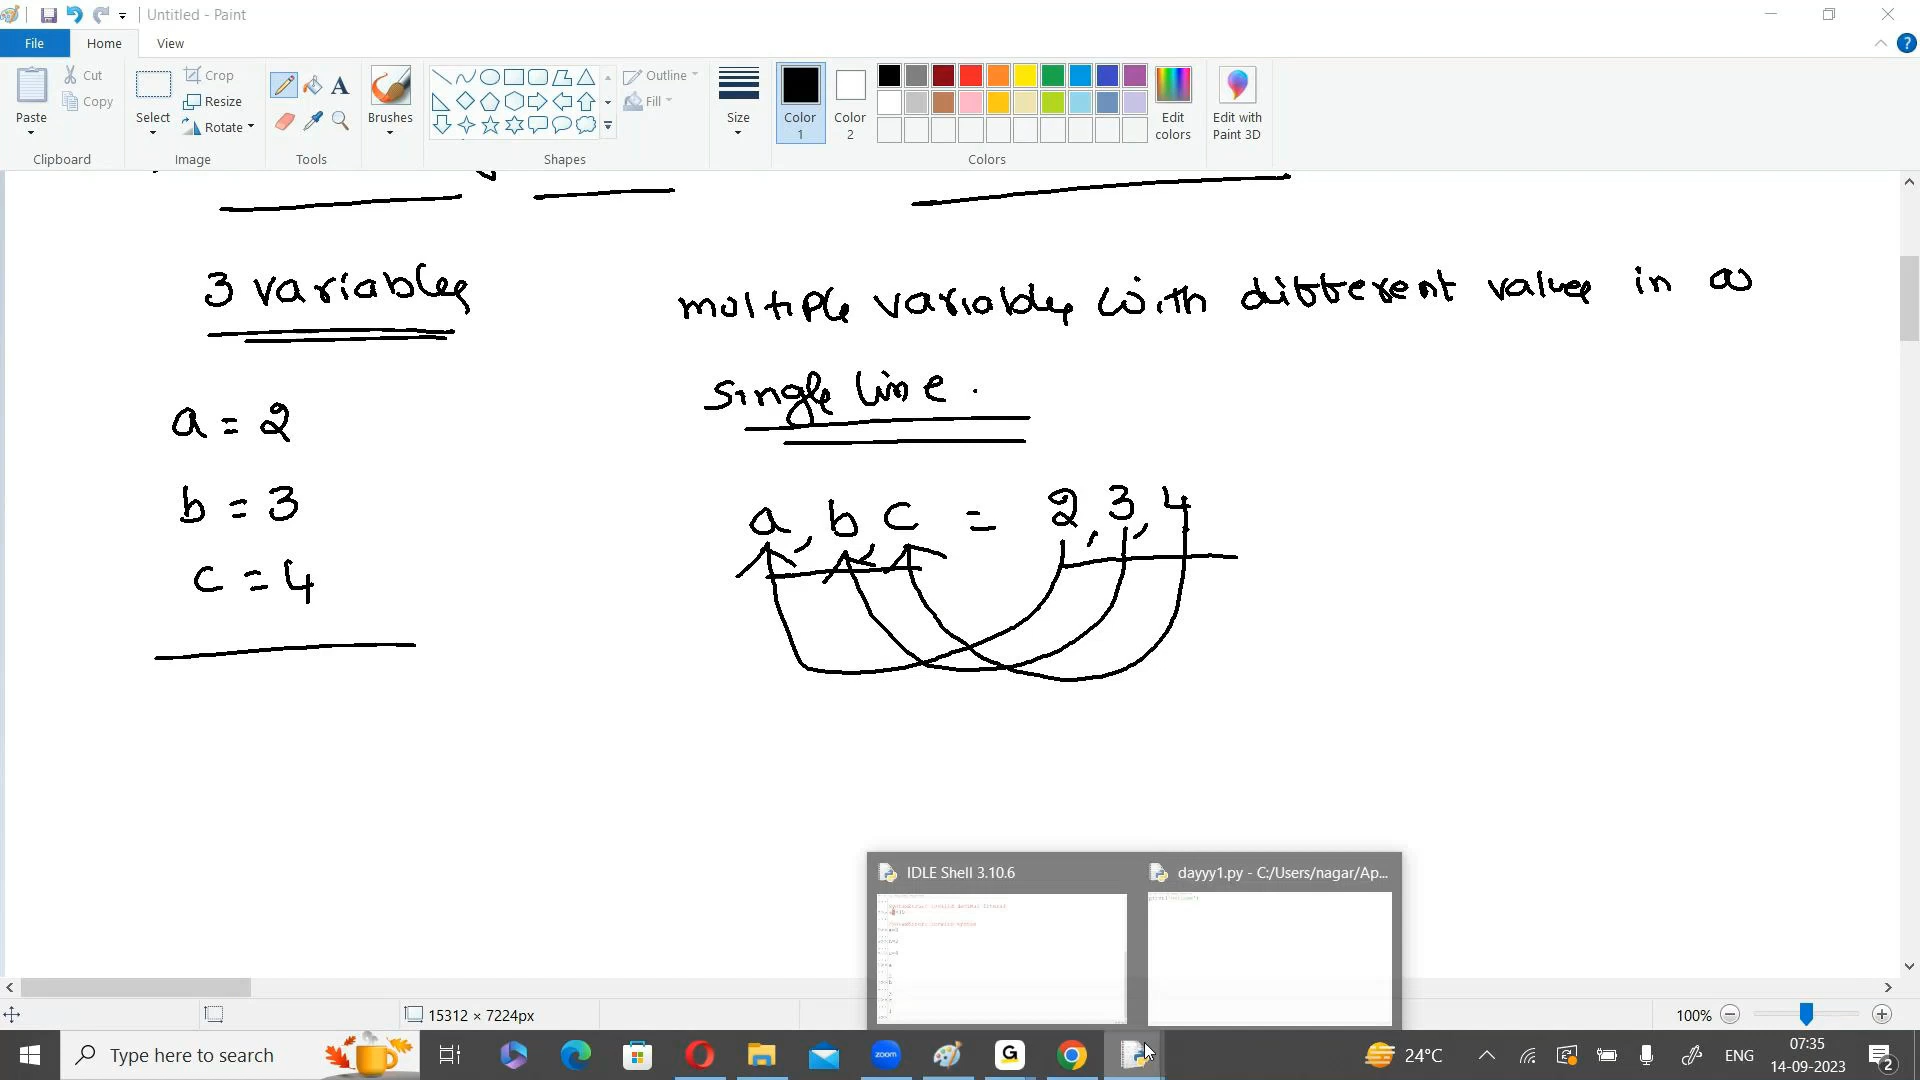 Untitled - Paint
File Home View
Paste
Cut
Copy
Clipboard
Select
Crop
Resize
Rotate
Image
Tools
Brushes
Shapes
Outline
Fill
Size
Color 1
Color 2
Colors
Edit colors
Edit with Paint 3D
3 variables
multiple variables with different values in a
single line.
a = 2
b = 3
c = 4
a, b, c = 2, 3, 4
IDLE Shell 3.10.6
dayyy1.py - C:/Users/nagar/Ap...
15312 × 7224px
100%
Type here to search
zoom
G
24°C
ENG
07:35
14-09-2023
2